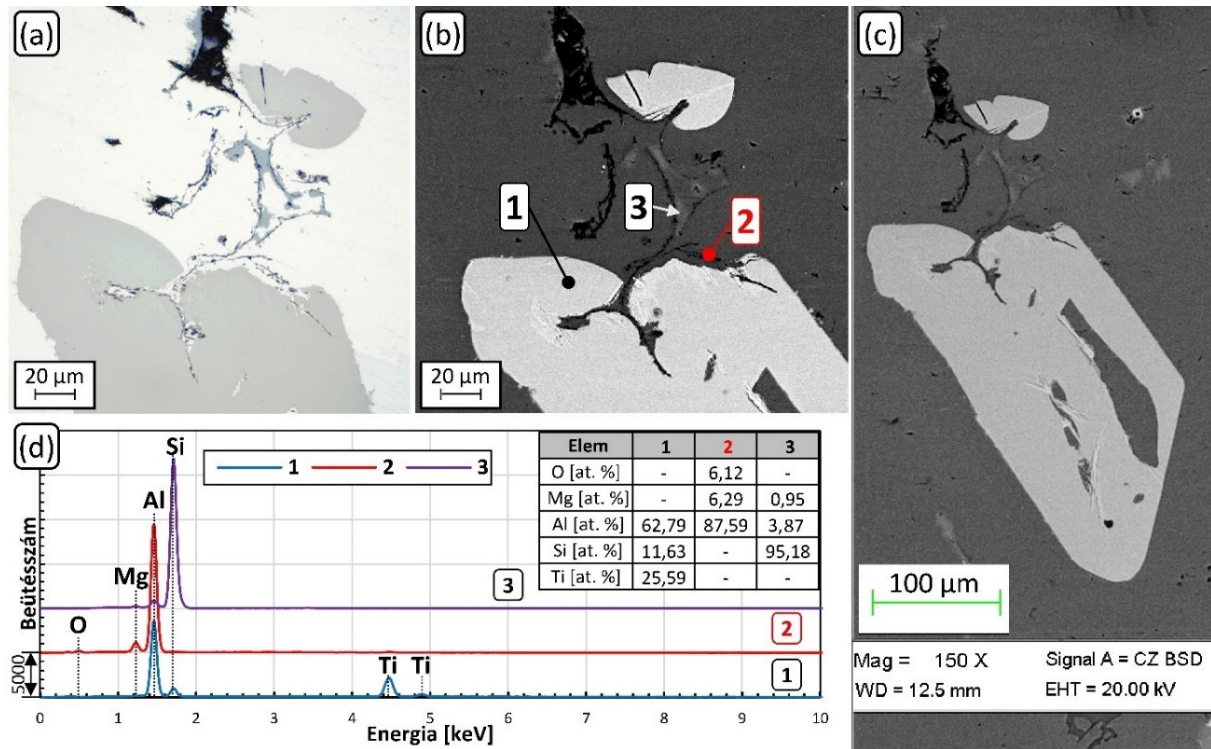 (a)
20 µm
(b)
1
3
2
20 µm
(c)
100 µm
Mag = 150 X
Signal A = CZ BSD
WD = 12.5 mm
EHT = 20.00 kV
(d)
Si
Al
Mg
O
Ti
Ti
1 2 3
Elem 1 2 3
O [at. %] - 6,12 -
Mg [at. %] - 6,29 0,95
Al [at. %] 62,79 87,59 3,87
Si [at. %] 11,63 - 95,18
Ti [at. %] 25,59 - -
3
2
1
Beütésszám
5000
0 1 2 3 4 5 6 7 8 9 10
Energia [keV]